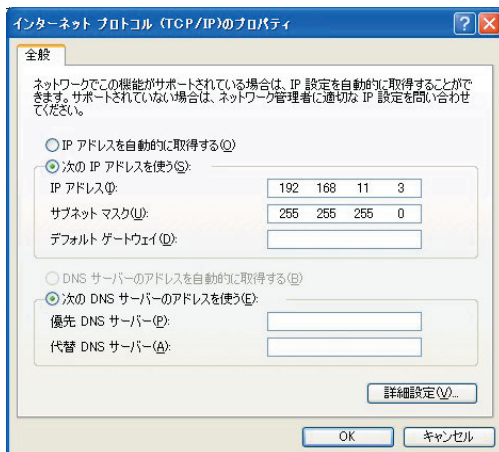 インターネット プロトコル (TCP/IP)のプロパティ
全般
ネットワークでこの機能がサポートされている場合は、IP 設定を自動的に取得することがで
きます。サポートされていない場合は、ネットワーク管理者に適切な IP 設定を問い合わせ
てください。
IP アドレスを自動的に取得する(O)
次の IP アドレスを使う(S):
IP アドレス(I): 192 168 11 3
サブネット マスク(U): 255 255 255 0
デフォルト ゲートウェイ(D):
DNS サーバーのアドレスを自動的に取得する(B)
次の DNS サーバーのアドレスを使う(E):
優先 DNS サーバー(P):
代替 DNS サーバー(A):
詳細設定(V)...
OK キャンセル